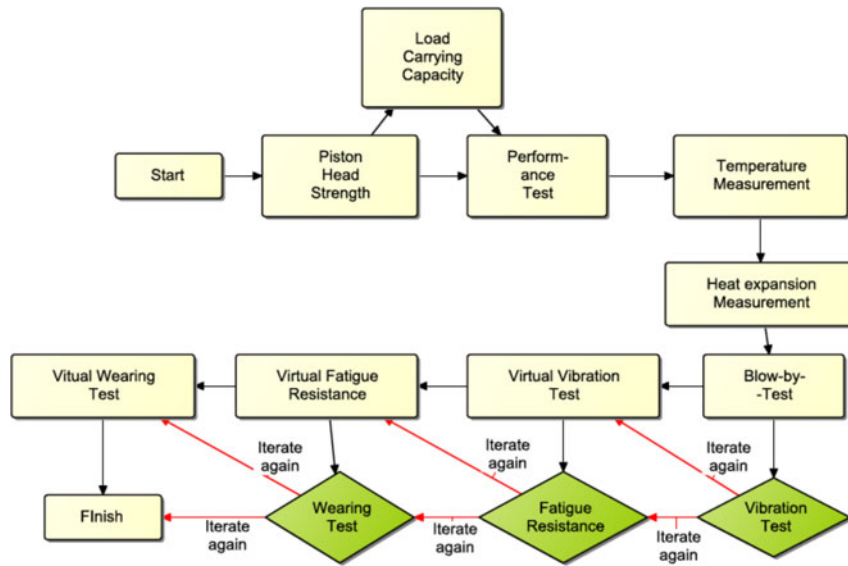 Load
Carrying
Capacity
Start
Piston
Head
Strength
Perform-
ance
Test
Temperature
Measurement
Heat expansion
Measurement
Vitual Wearing
Test
Virtual Fatigue
Resistance
Virtual Vibration
Test
Blow-by-
-Test
Iterate
again
Iterate
again
Iterate
again
FInish
Iterate
again
Wearing
Test
Iterate
again
Fatigue
Resistance
Iterate
again
Vibration
Test